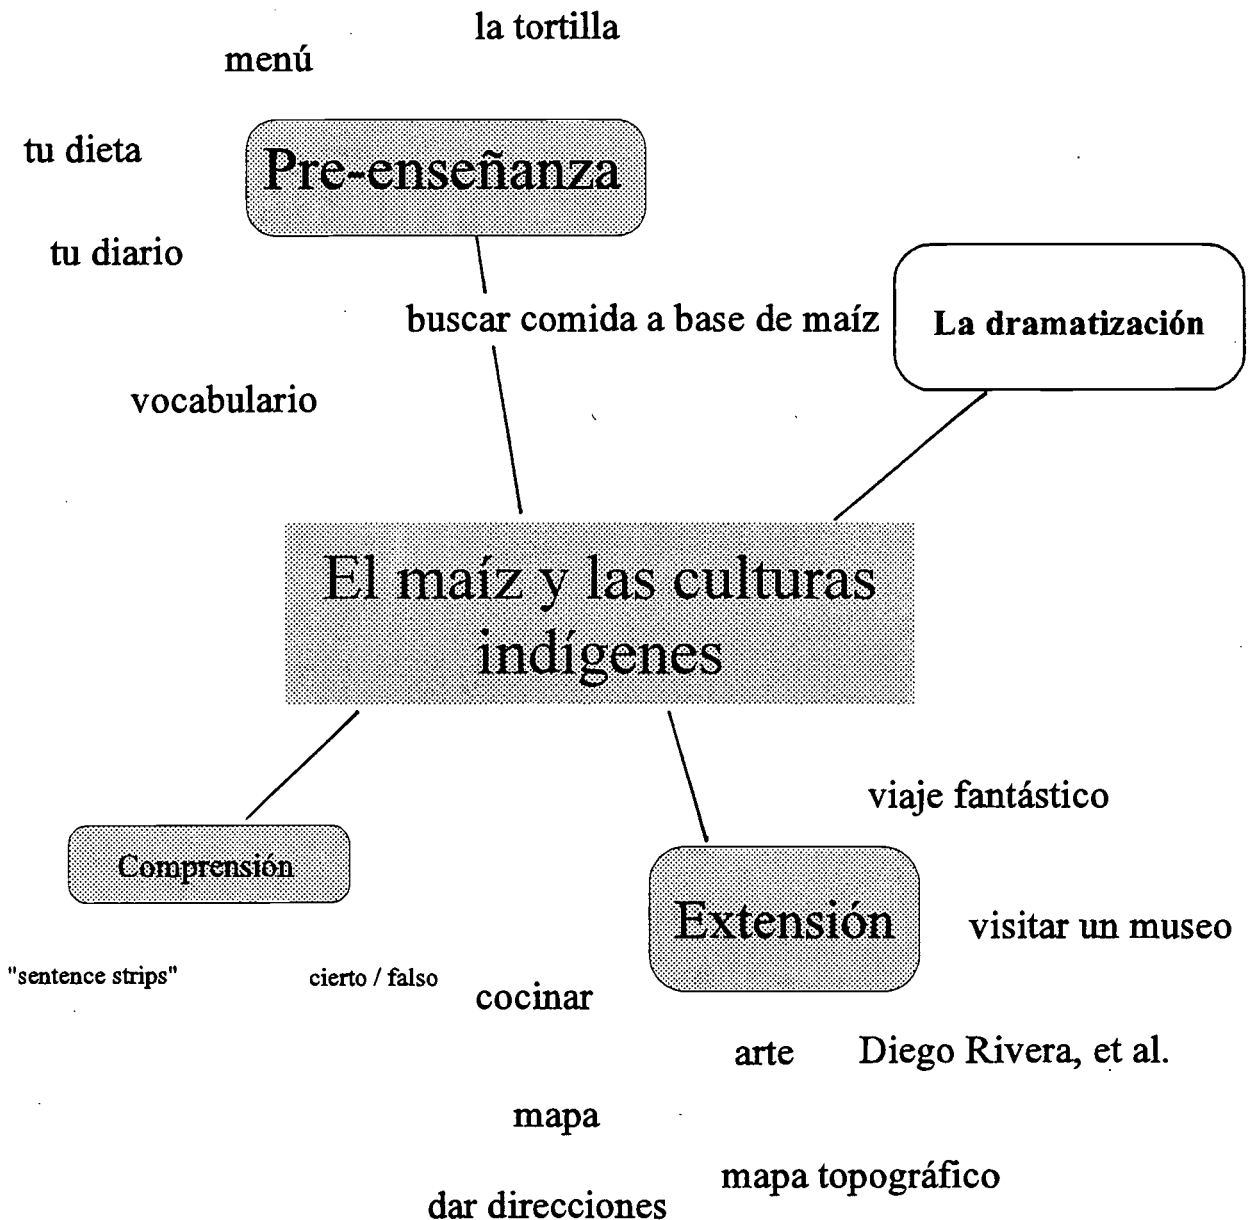 la tortilla
menú
tu dieta
Pre-enseñanza
tu diario
buscar comida a base de maíz
La dramatización
vocabulario
El maíz y las culturas
indígenes
viaje fantástico
Comprensión
Extensión
visitar un museo
"sentence strips"
cierto / falso
cocinar
arte
Diego Rivera, et al.
mapa
mapa topográfico
dar direcciones